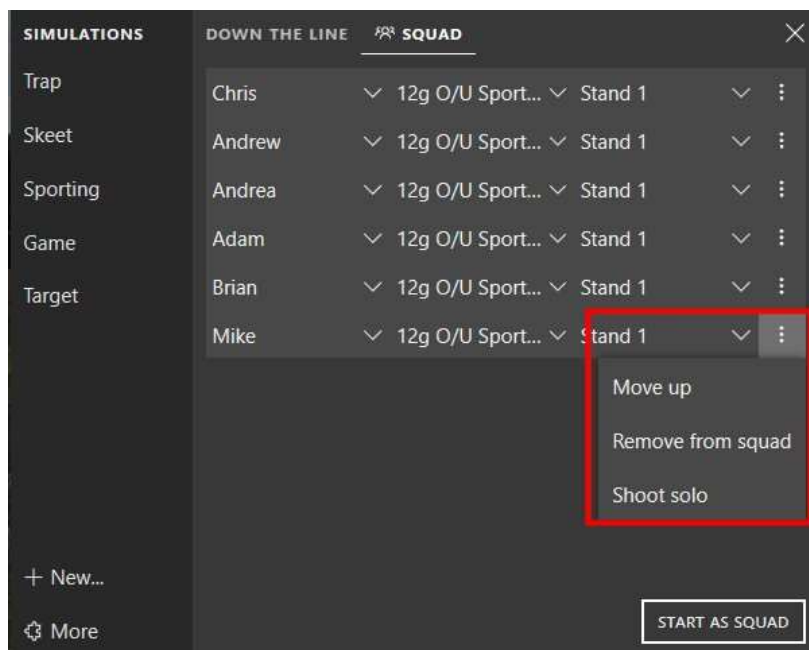 SIMULATIONS
Trap
Skeet
Sporting
Game
Target
+ New...
More
DOWN THE LINE SQUAD
Chris 12g O/U Sport... Stand 1
Andrew 12g O/U Sport... Stand 1
Andrea 12g O/U Sport... Stand 1
Adam 12g O/U Sport... Stand 1
Brian 12g O/U Sport... Stand 1
Mike 12g O/U Sport... Stand 1
Move up
Remove from squad
Shoot solo
START AS SQUAD